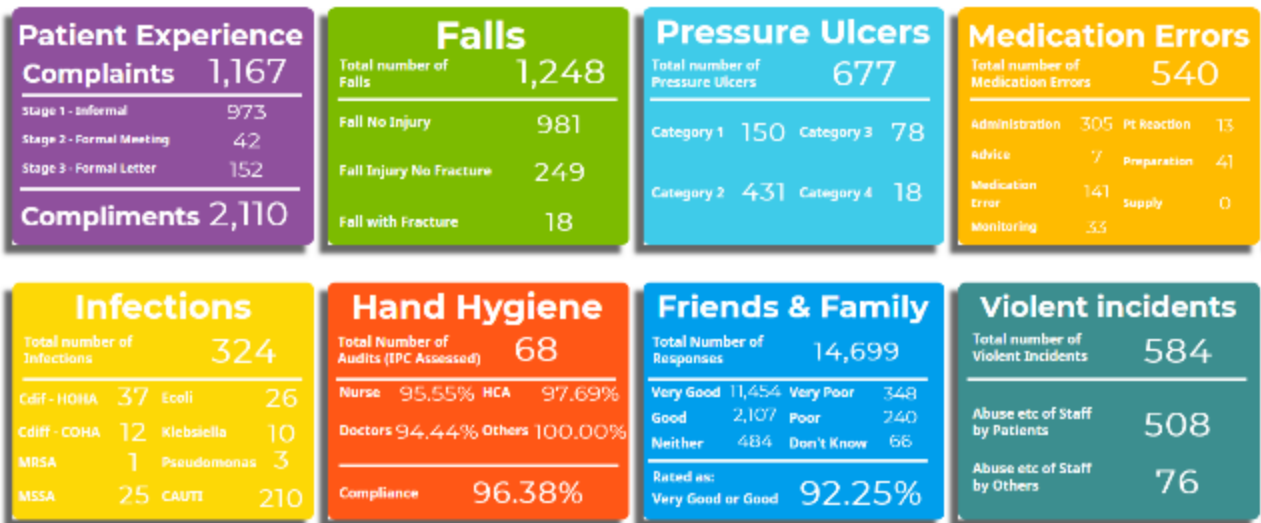 Patient Experience
Complaints 1,167
Stage 1 - Informal 973
Stage 2 - Formal Meeting 42
Stage 3 - Formal Letter 152
Compliments 2,110
Falls
Total number of
Falls 1,248
Fall No Injury 981
Fall Injury No Fracture 249
Fall with Fracture 18
Pressure Ulcers
Total number of
Pressure Ulcers 677
Category 1 150 Category 3 78
Category 2 431 Category 4 18
Medication Errors
Total number of
Medication Errors 540
Administration 305 Pt Reaction 13
Advice 7 Preparation 41
Medication
Error 141 Supply 0
Monitoring 33
Infections
Total number of
Infections 324
Cdif - HOHA 37 Ecoli 26
Cdiff - COHA 12 Klebsiella 10
MRSA 1 Pseudomonas 3
MSSA 25 CAUTI 210
Hand Hygiene
Total Number of
Audits (IPC Assessed) 68
Nurse 95.55% HCA 97.69%
Doctors 94.44% Others 100.00%
Compliance 96.38%
Friends & Family
Total Number of
Responses 14,699
Very Good 11,454 Very Poor 348
Good 2,107 Poor 240
Neither 484 Don't Know 66
Rated as:
Very Good or Good 92.25%
Violent incidents
Total number of
Violent Incidents 584
Abuse etc of Staff
by Patients 508
Abuse etc of Staff
by Others 76